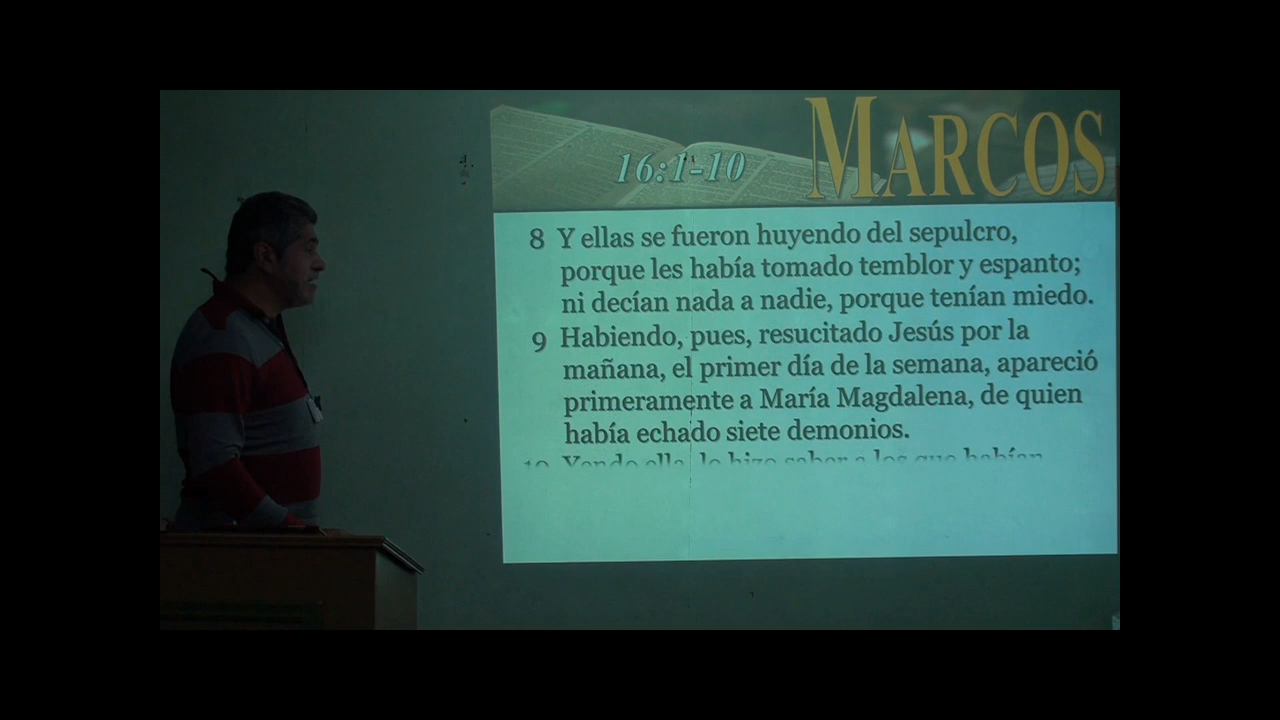 MARCOS
16:1-10
8 Y ellas se fueron huyendo del sepulcro,
porque les había tomado temblor y espanto;
ni decían nada a nadie, porque tenían miedo.
9 Habiendo, pues, resucitado Jesús por la
mañana, el primer día de la semana, apareció
primeramente a María Magdalena, de quien
había echado siete demonios.
10 Yendo ella, lo hizo saber a los que habían